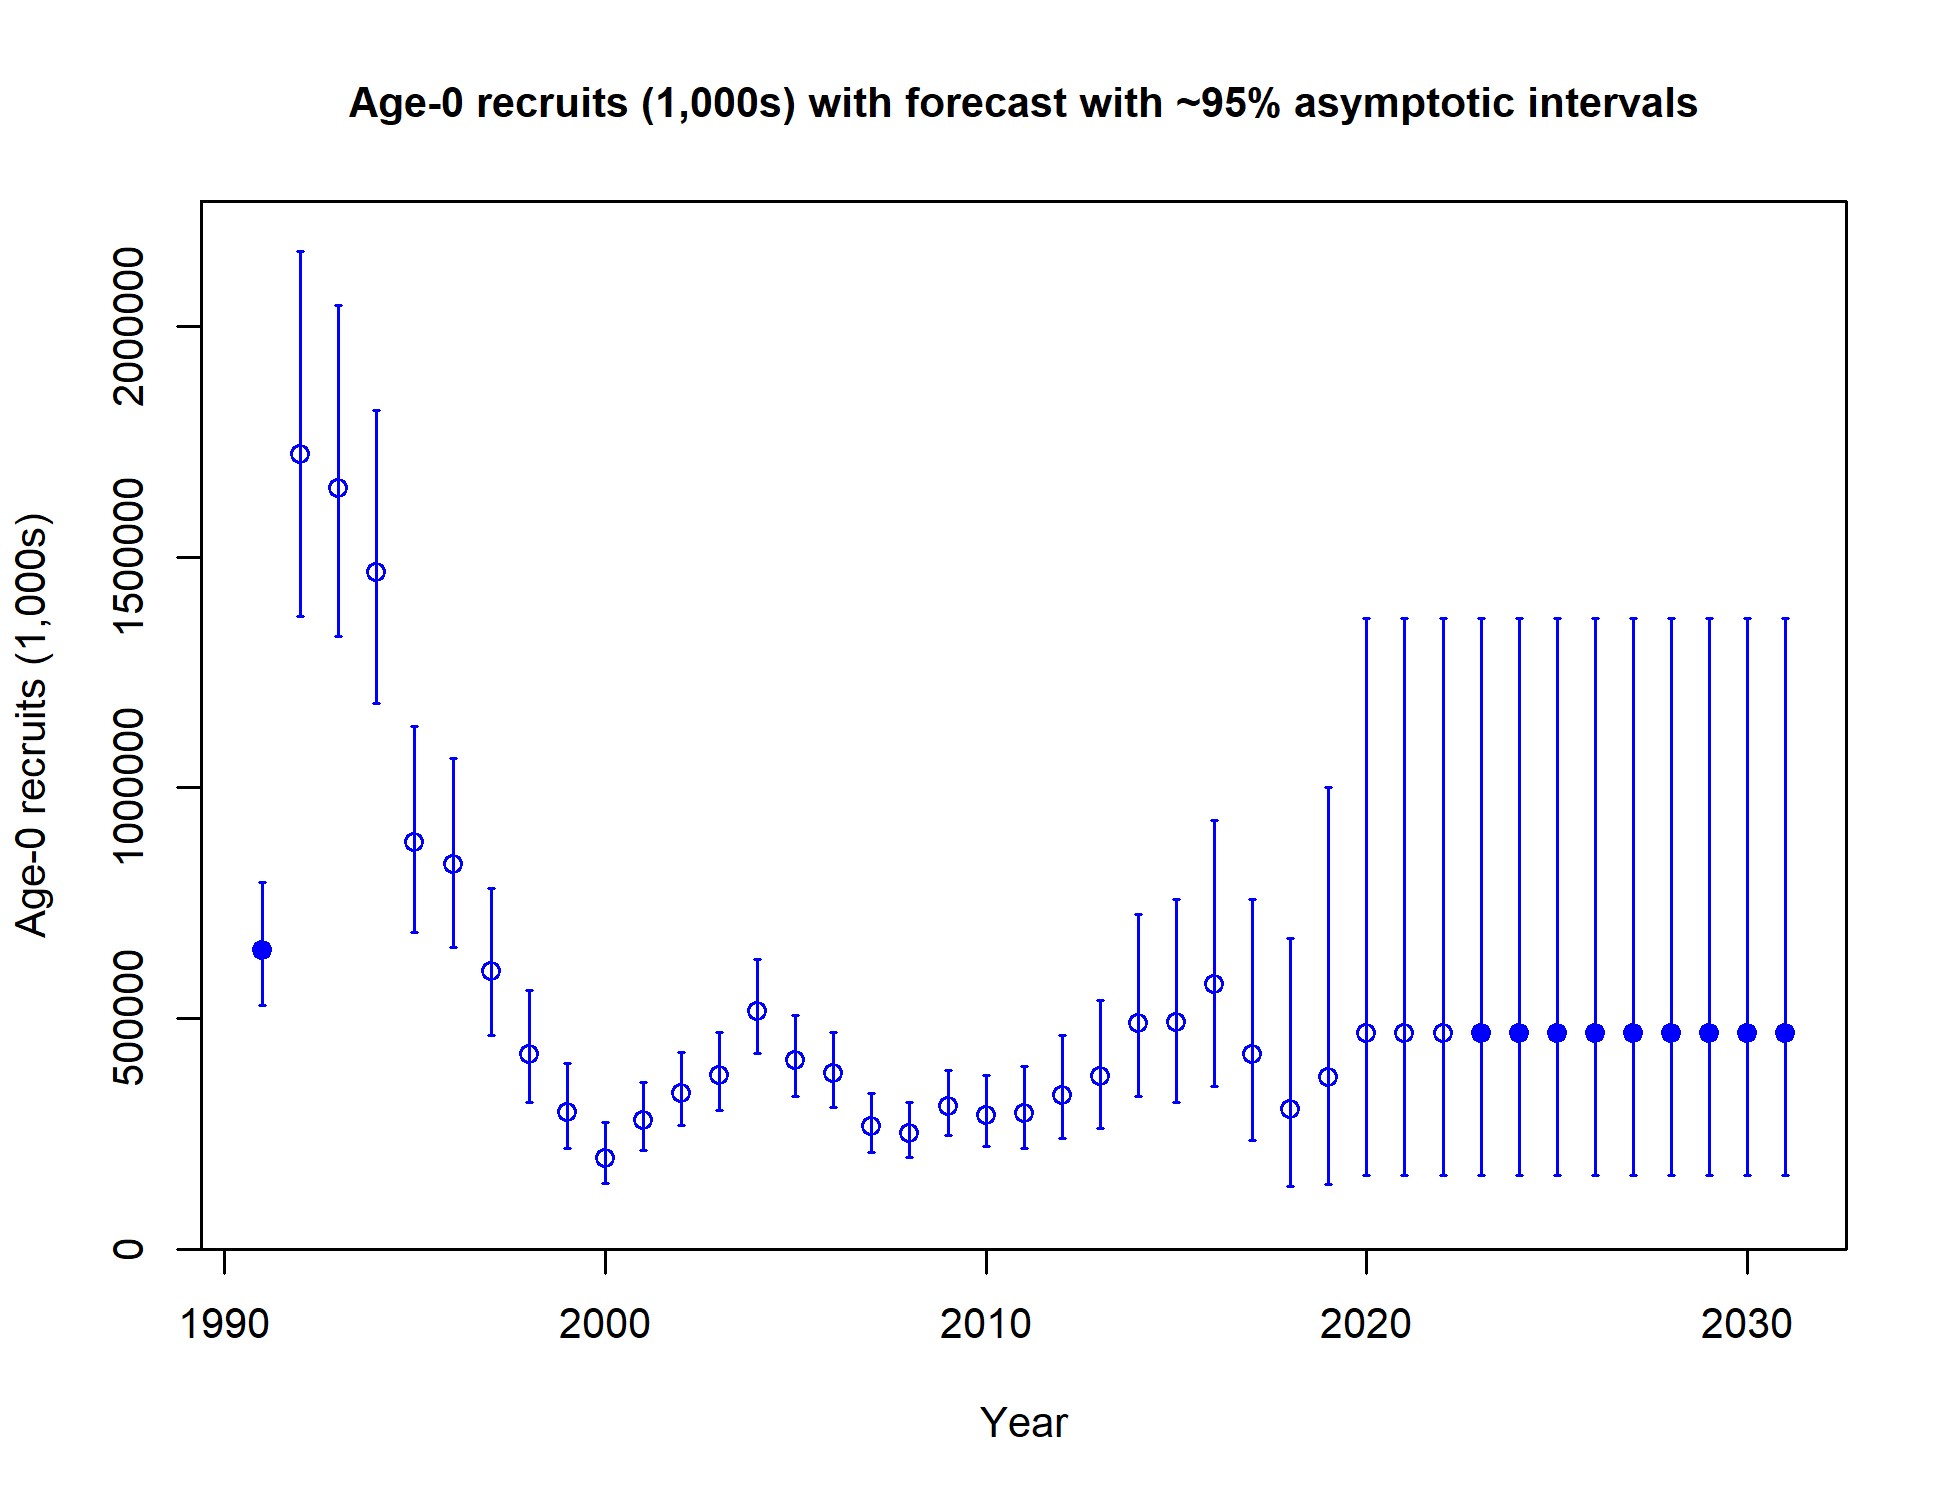 Age-0 recruits (1,000s) with forecast with ~95% asymptotic intervals
Age-0 recruits (1,000s)
2000000
1500000
1000000
500000
0
1990 2000 2010 2020 2030
Year